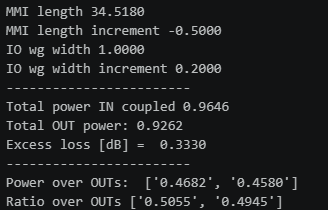 MMI length 34.5180
MMI length increment -0.5000
IO wg width 1.0000
IO wg width increment 0.2000
------------------------
Total power IN coupled 0.9646
Total OUT power: 0.9262
Excess loss [dB] =  0.3330
------------------------
Power over OUTs:  ['0.4682', '0.4580']
Ratio over OUTs ['0.5055', '0.4945']